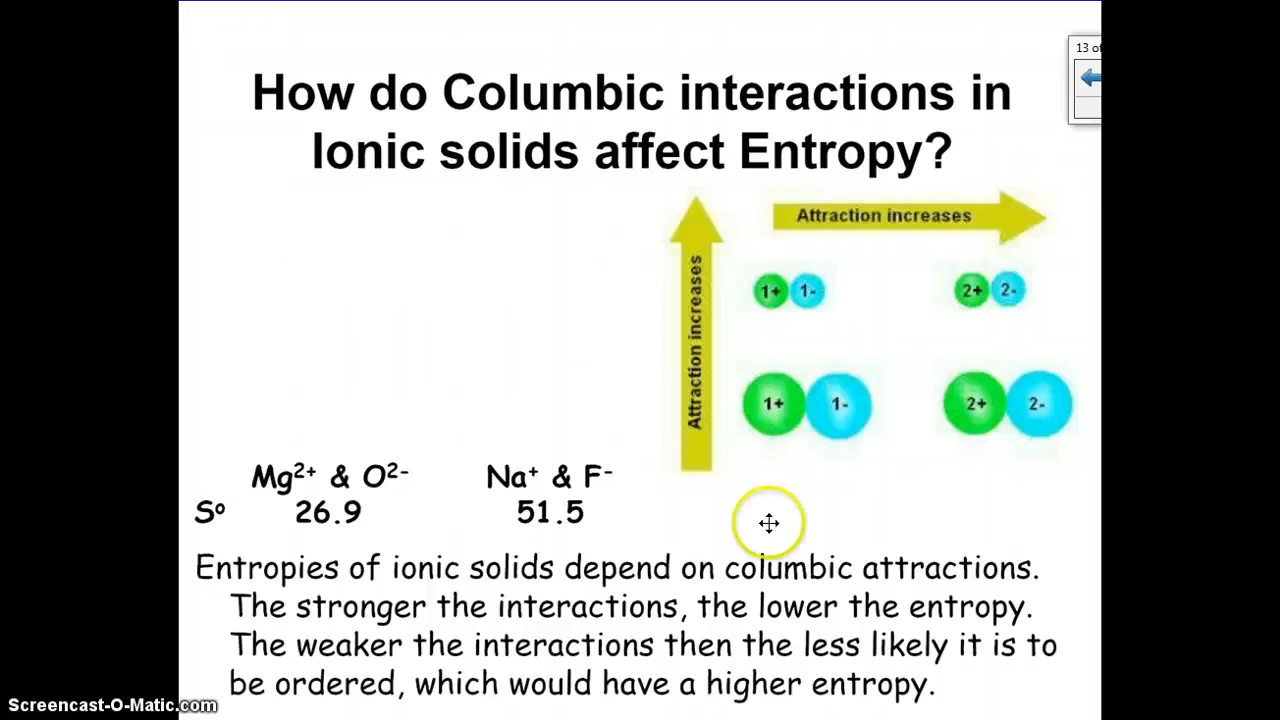 13 of
How do Columbic interactions in
Ionic solids affect Entropy?
Attraction increases
Attraction increases
1+ 1-
2+ 2-
1+ 1-
2+ 2-
Mg²⁺ & O²⁻ Na⁺ & F⁻
Sº 26.9 51.5
Entropies of ionic solids depend on columbic attractions.
The stronger the interactions, the lower the entropy.
The weaker the interactions then the less likely it is to
be ordered, which would have a higher entropy.
Screencast-O-Matic.com